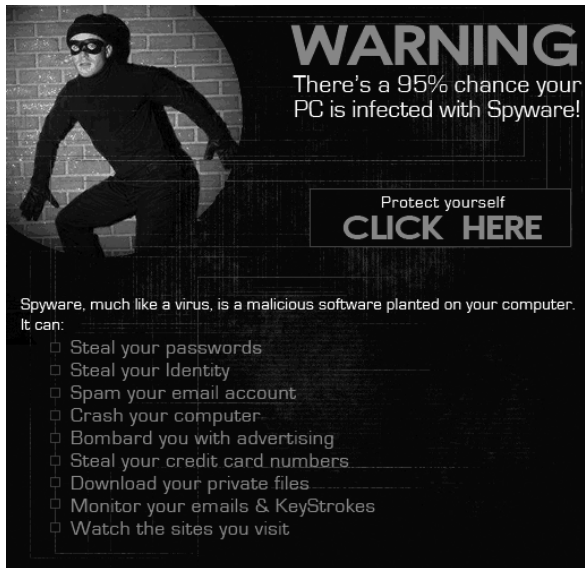 WARNING
There's a 95% chance your
PC is infected with Spyware!
Protect yourself
CLICK HERE
Spyware, much like a virus, is a malicious software planted on your computer.
It can:
Steal your passwords
Steal your Identity
Spam your email account
Crash your computer
Bombard you with advertising
Steal your credit card numbers
Download your private files
Monitor your emails & KeyStrokes
Watch the sites you visit